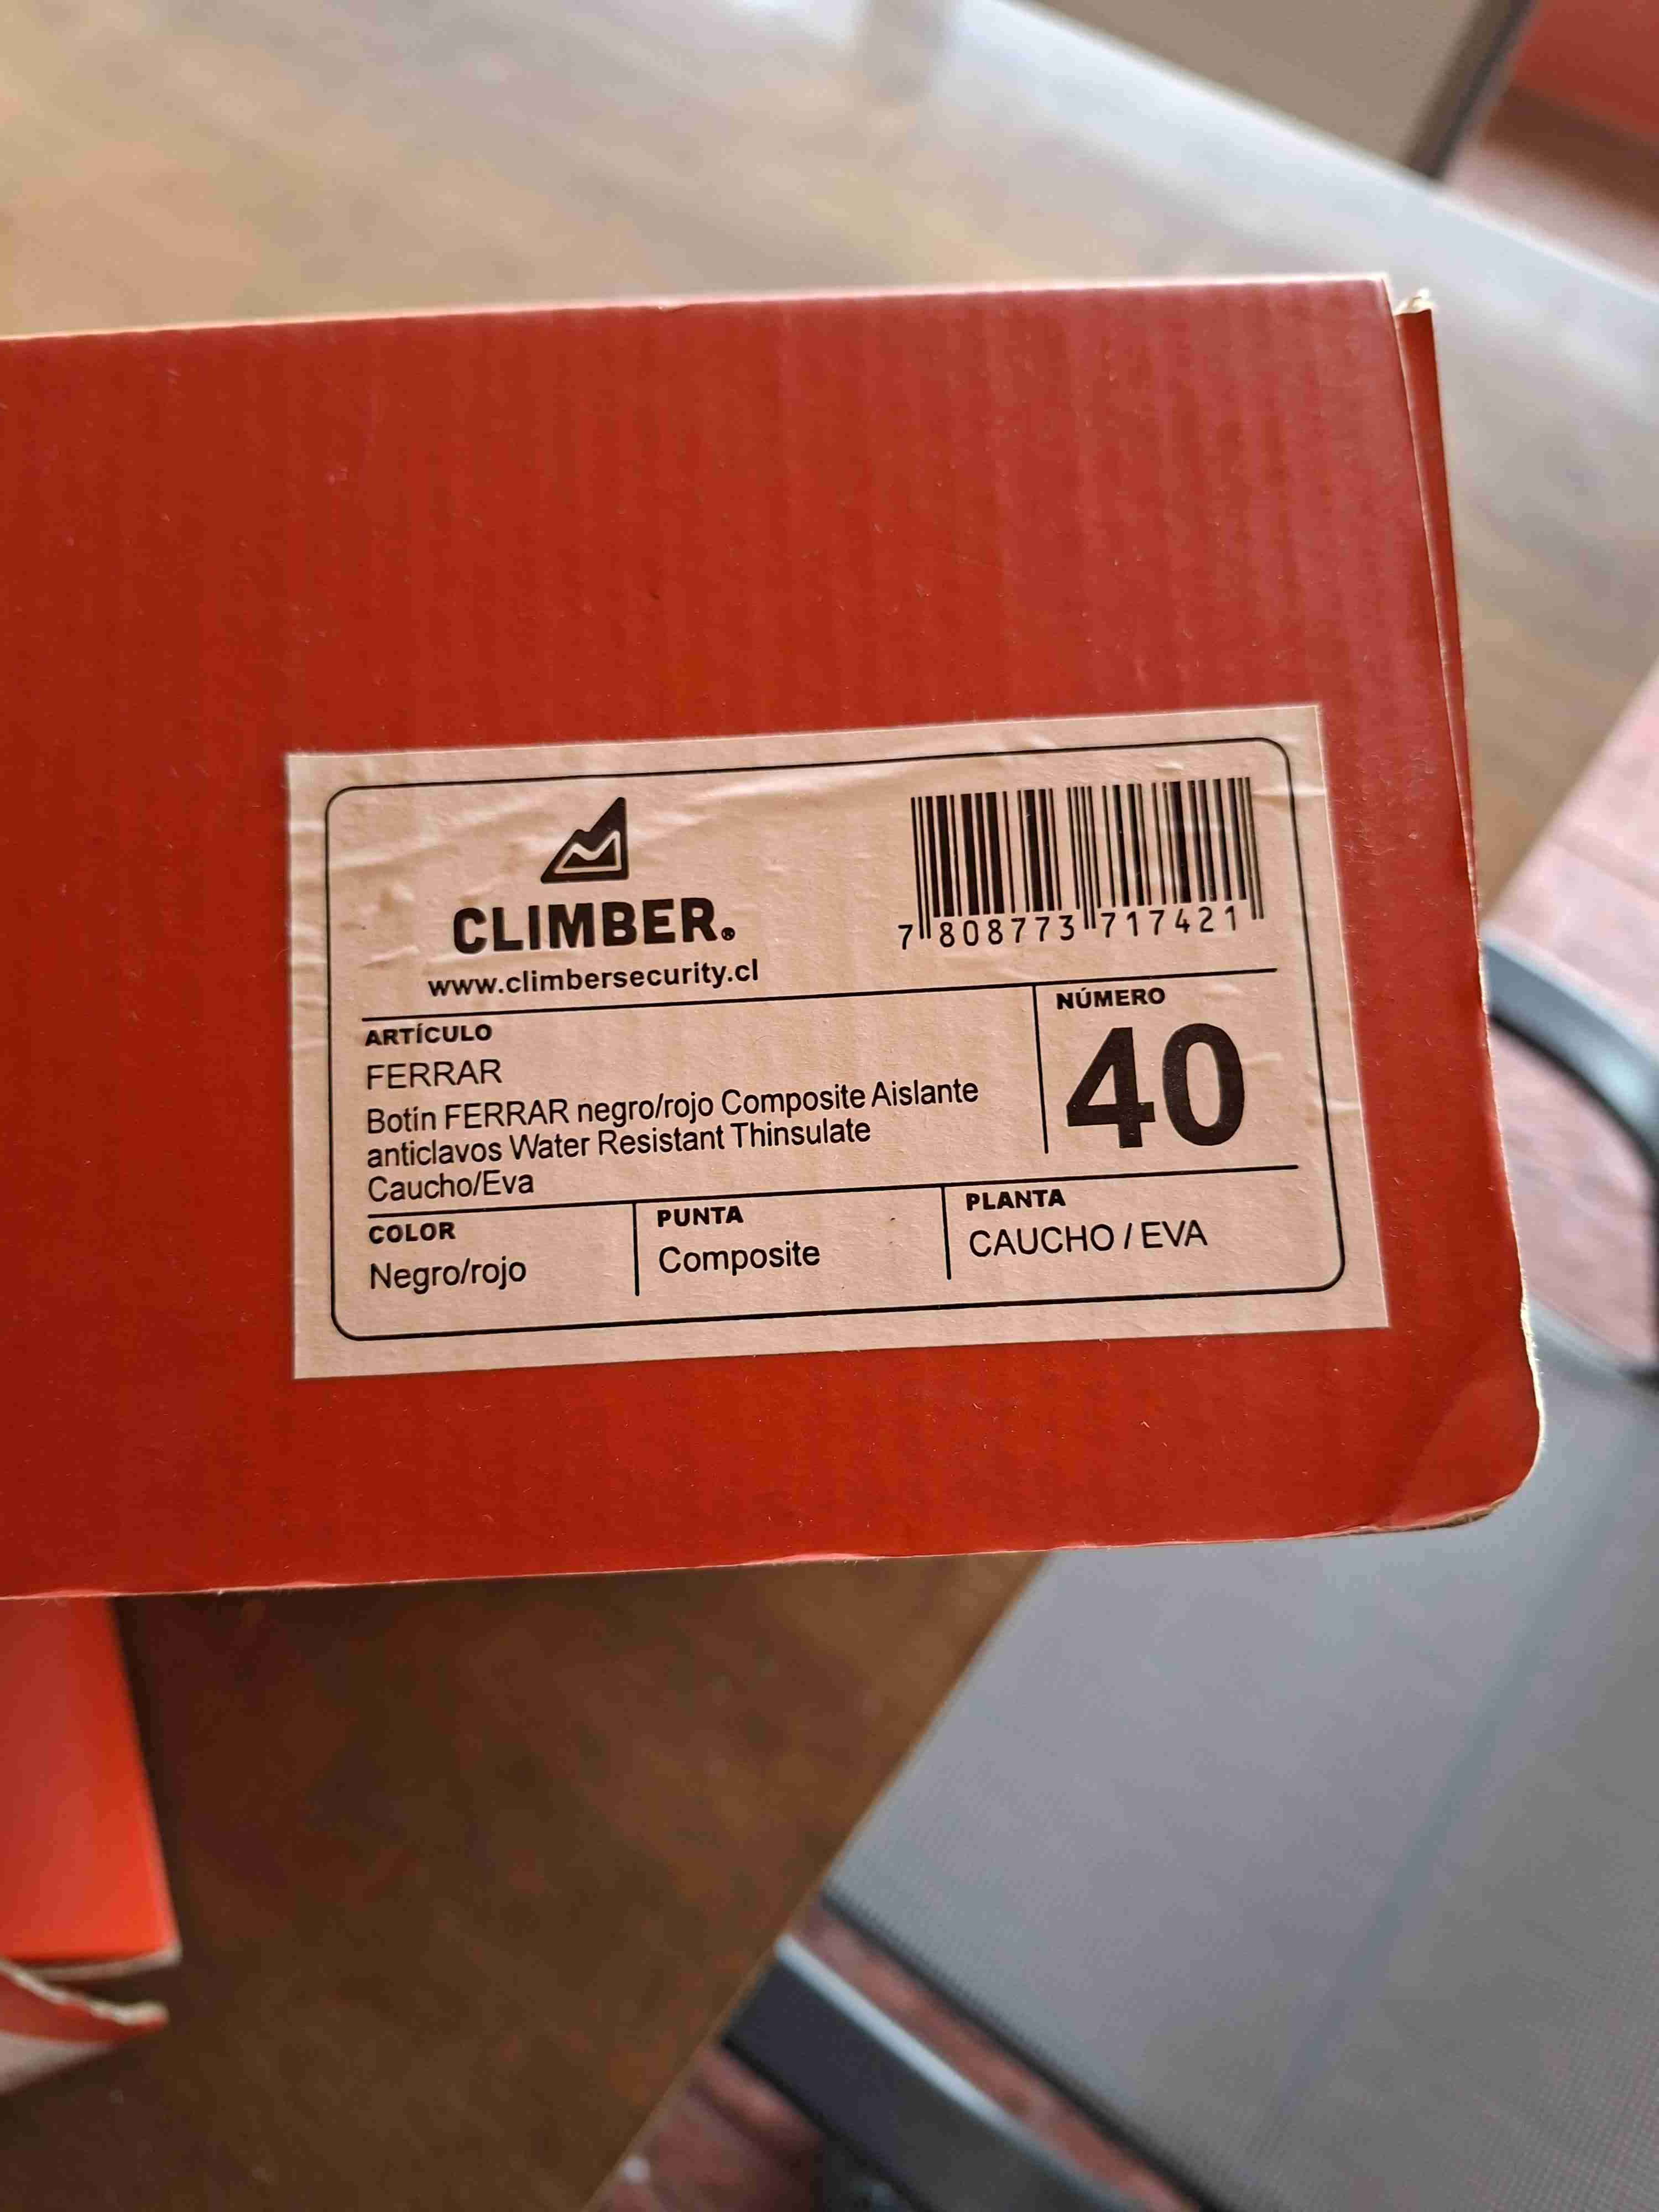 CLIMBER®
www.climbersecurity.cl
7 808773 717421
ARTÍCULO
FERRAR
Botín FERRAR negro/rojo Composite Aislante
anticlavos Water Resistant Thinsulate
Caucho/Eva
NÚMERO
40
COLOR
Negro/rojo
PUNTA
Composite
PLANTA
CAUCHO / EVA